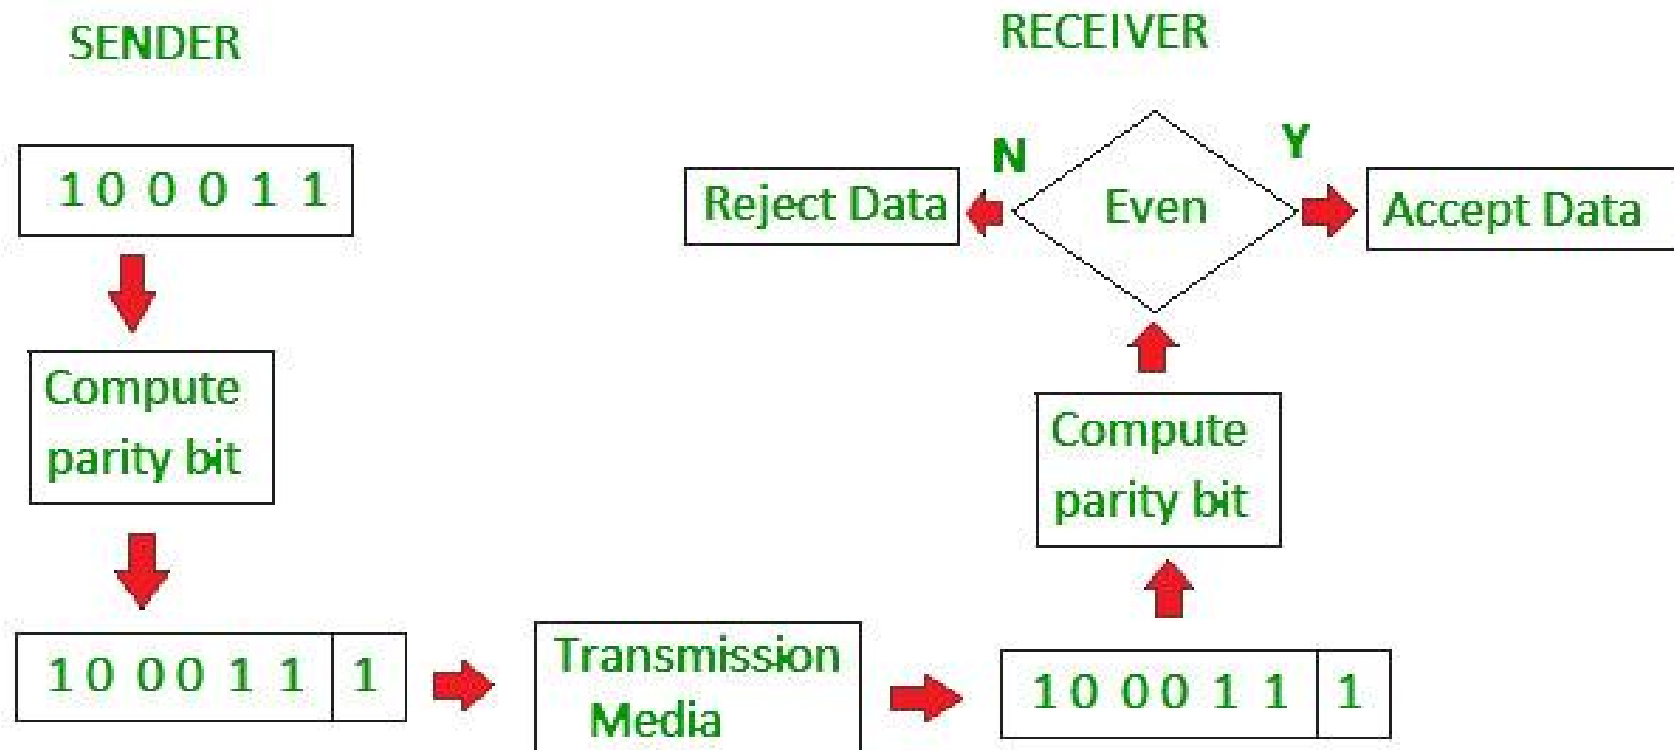 SENDER
1 0 0 0 1 1
Compute
parity bit
1 0 0 0 1 1 1
Transmission
Media
RECEIVER
1 0 0 0 1 1 1
Compute
parity bit
Even
N
Reject Data
Y
Accept Data